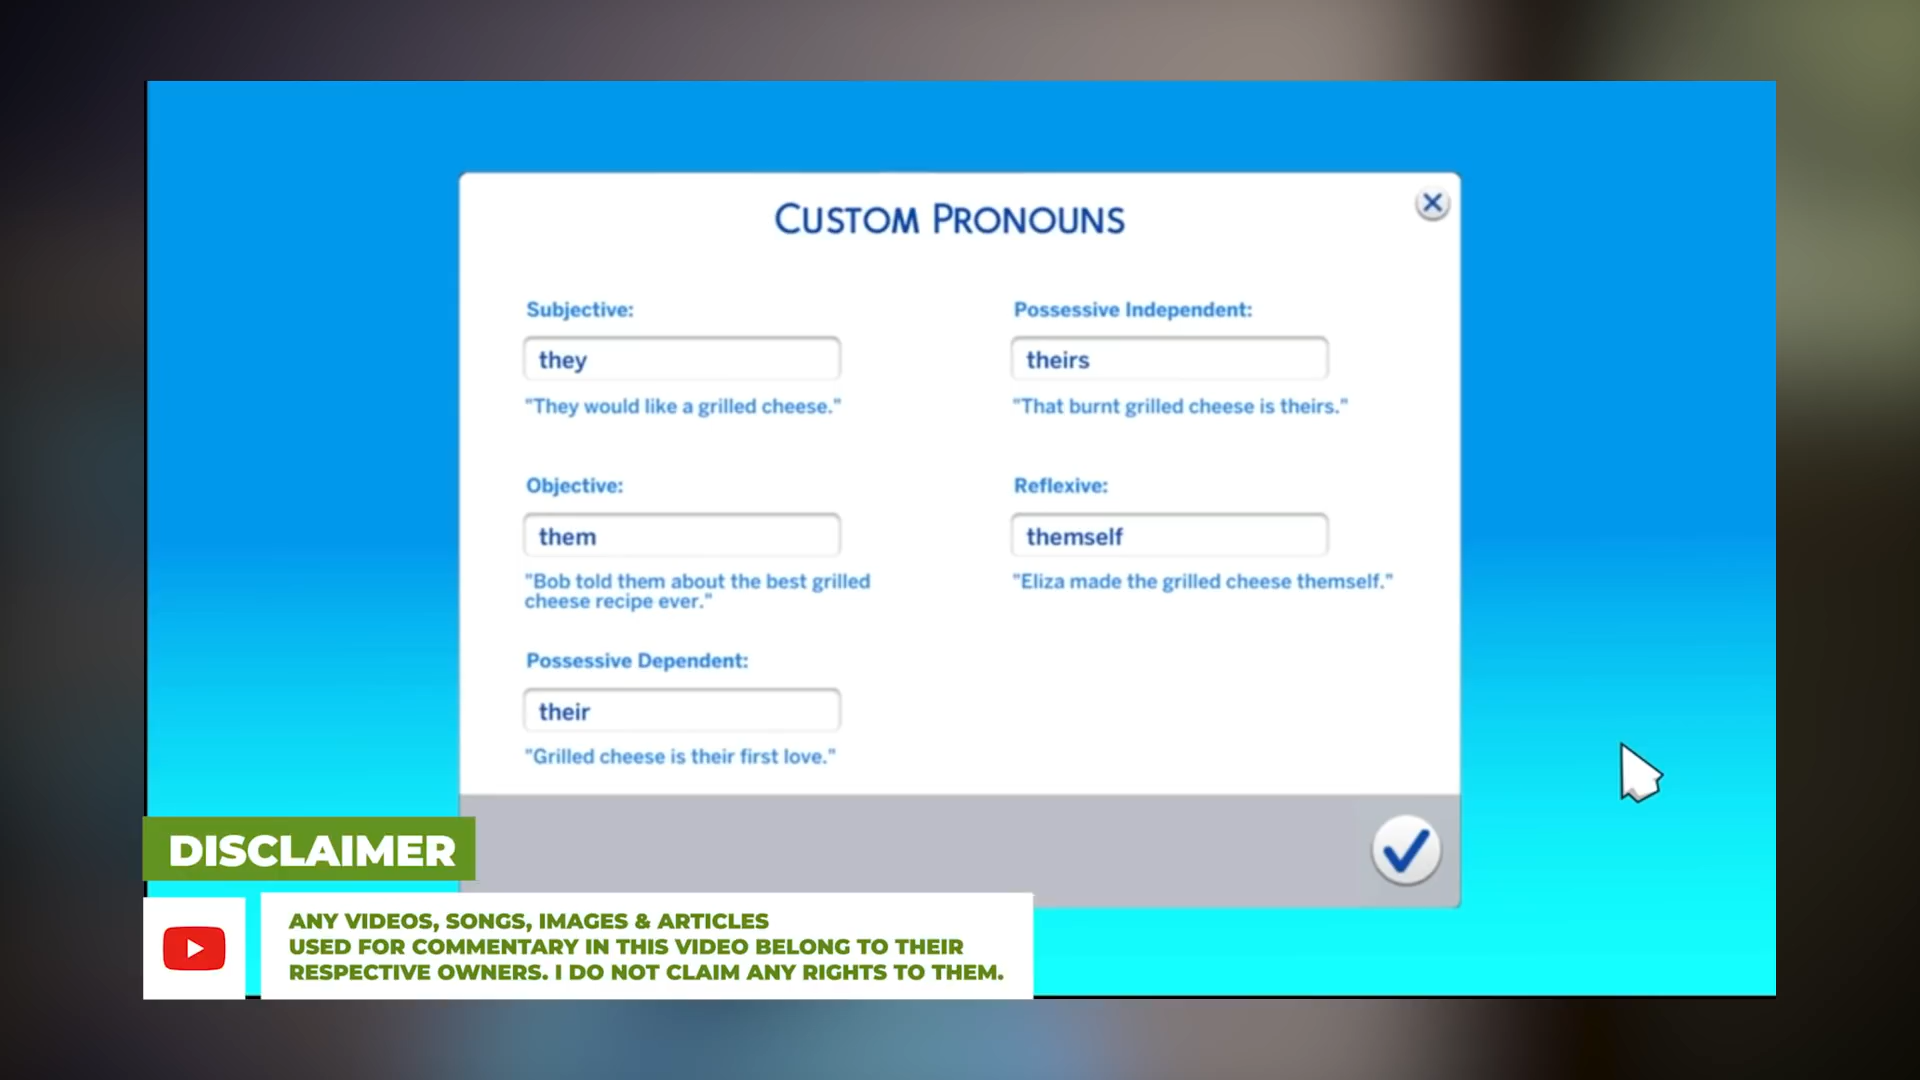 CUSTOM PRONOUNS
Subjective:
they
"They would like a grilled cheese."
Objective:
them
"Bob told them about the best grilled
cheese recipe ever."
Possessive Dependent:
their
"Grilled cheese is their first love."
Possessive Independent:
theirs
"That burnt grilled cheese is theirs."
Reflexive:
themself
"Eliza made the grilled cheese themself."
DISCLAIMER
ANY VIDEOS, SONGS, IMAGES & ARTICLES
USED FOR COMMENTARY IN THIS VIDEO BELONG TO THEIR
RESPECTIVE OWNERS. I DO NOT CLAIM ANY RIGHTS TO THEM.